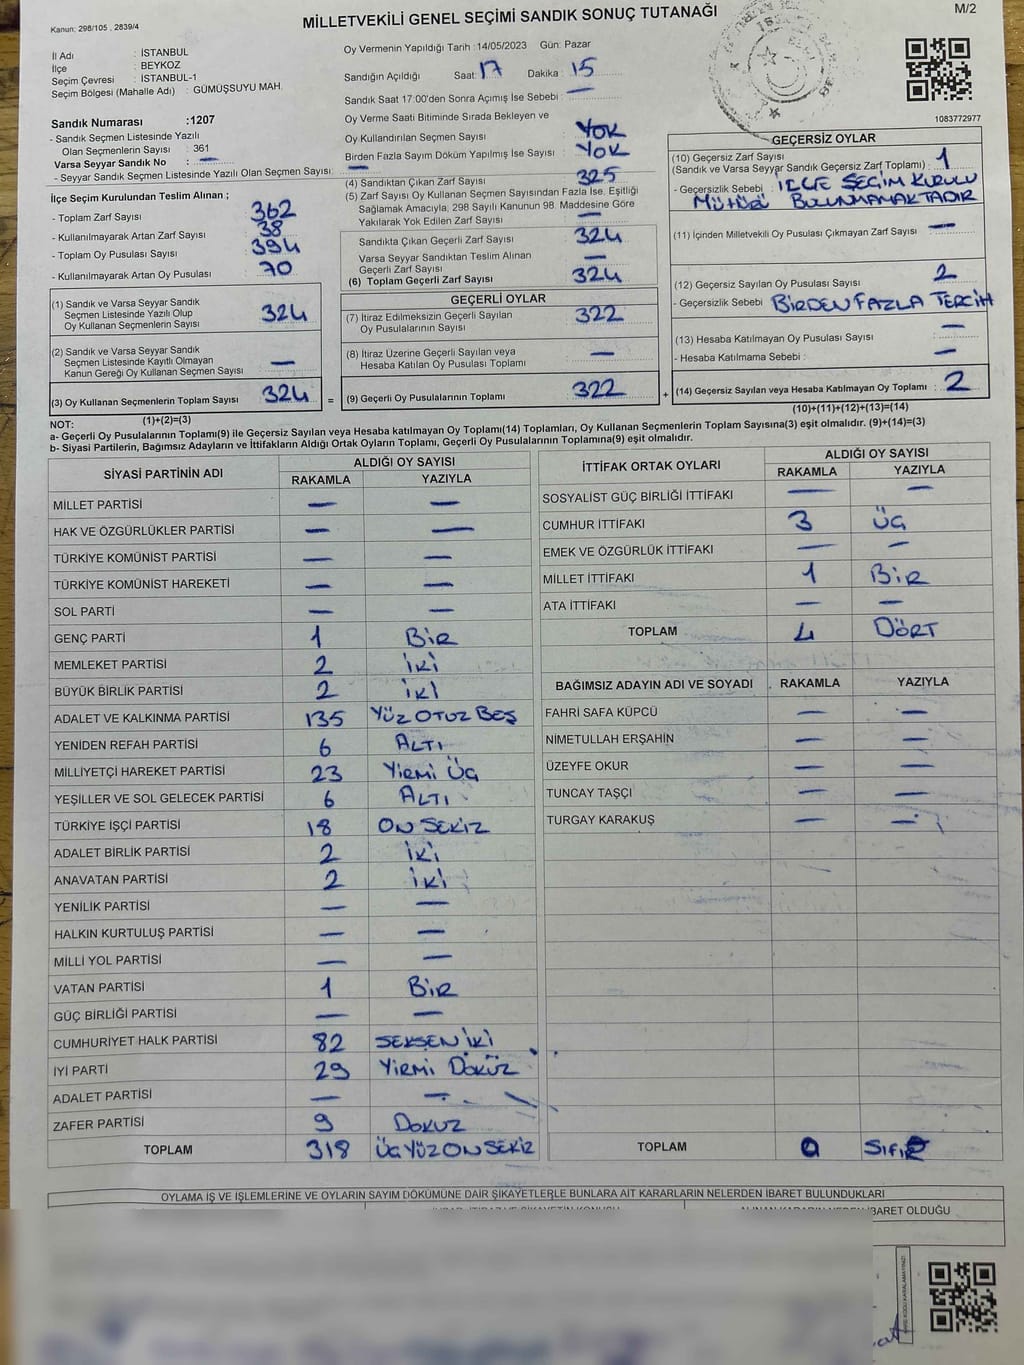 Kanun: 298/105 , 2839/4
MİLLETVEKİLİ GENEL SEÇİMİ SANDIK SONUÇ TUTANAĞI
M/2
İl Adı : İSTANBUL
İlçe : BEYKOZ
Seçim Çevresi : İSTANBUL-1
Seçim Bölgesi (Mahalle Adı) : GÜMÜŞSUYU MAH.
Sandık Numarası :1207
- Sandık Seçmen Listesinde Yazılı
Olan Seçmenlerin Sayısı : 361
Varsa Seyyar Sandık No : —
- Seyyar Sandık Seçmen Listesinde Yazılı Olan Seçmen Sayısı: —
İlçe Seçim Kurulundan Teslim Alınan ;
- Toplam Zarf Sayısı 362
- Kullanılmayarak Artan Zarf Sayısı 38
- Toplam Oy Pusulası Sayısı 394
- Kullanılmayarak Artan Oy Pusulası 70
(1) Sandık ve Varsa Seyyar Sandık
Seçmen Listesinde Yazılı Olup
Oy Kullanan Seçmenlerin Sayısı 324
(2) Sandık ve Varsa Seyyar Sandık
Seçmen Listesinde Kayıtlı Olmayan
Kanun Gereği Oy Kullanan Seçmen Sayısı —
(3) Oy Kullanan Seçmenlerin Toplam Sayısı 324 =
(1)+(2)=(3)
Oy Vermenin Yapıldığı Tarih : 14/05/2023 Gün: Pazar
Sandığın Açıldığı Saat: 17 Dakika : 15
Sandık Saat 17:00'den Sonra Açımış İse Sebebi : —
Oy Verme Saati Bitiminde Sırada Bekleyen ve
Oy Kullandırılan Seçmen Sayısı YOK
Birden Fazla Sayım Döküm Yapılmış İse Sayısı : YOK
(4) Sandıktan Çıkan Zarf Sayısı 325
(5) Zarf Sayısı Oy Kullanan Seçmen Sayısından Fazla İse, Eşitliği
Sağlamak Amacıyla, 298 Sayılı Kanunun 98. Maddesine Göre
Yakılarak Yok Edilen Zarf Sayısı —
Sandıkta Çıkan Geçerli Zarf Sayısı 324
Varsa Seyyar Sandıktan Teslim Alınan
Geçerli Zarf Sayısı —
(6) Toplam Geçerli Zarf Sayısı 324
GEÇERLİ OYLAR
(7) İtiraz Edilmeksizin Geçerli Sayılan
Oy Pusulalarının Sayısı 322
(8) İtiraz Üzerine Geçerli Sayılan veya
Hesaba Katılan Oy Pusulası Toplamı —
(9) Geçerli Oy Pusulalarının Toplamı 322 +
1083772977
GEÇERSİZ OYLAR
(10) Geçersiz Zarf Sayısı
(Sandık ve Varsa Seyyar Sandık Geçersiz Zarf Toplamı) : 1
- Geçersizlik Sebebi : İLÇE SEÇİM KURULU
MÜHÜRÜ BULUNMAMAKTADIR
(11) İçinden Milletvekili Oy Pusulası Çıkmayan Zarf Sayısı —
(12) Geçersiz Sayılan Oy Pusulası Sayısı 2
- Geçersizlik Sebebi BİRDEN FAZLA TERCİH
(13) Hesaba Katılmayan Oy Pusulası Sayısı —
- Hesaba Katılmama Sebebi : —
(14) Geçersiz Sayılan veya Hesaba Katılmayan Oy Toplamı : 2
(10)+(11)+(12)+(13)=(14)
NOT:
a- Geçerli Oy Pusulalarının Toplamı(9) ile Geçersiz Sayılan veya Hesaba katılmayan Oy Toplamı(14) Toplamları, Oy Kullanan Seçmenlerin Toplam Sayısına(3) eşit olmalıdır. (9)+(14)=(3)
b- Siyasi Partilerin, Bağımsız Adayların ve İttifakların Aldığı Ortak Oyların Toplamı, Geçerli Oy Pusulalarının Toplamına(9) eşit olmalıdır.
SİYASİ PARTİNİN ADI ALDIĞI OY SAYISI
RAKAMLA YAZIYLA
MİLLET PARTİSİ — —
HAK VE ÖZGÜRLÜKLER PARTİSİ — —
TÜRKİYE KOMÜNİST PARTİSİ — —
TÜRKİYE KOMÜNİST HAREKETİ — —
SOL PARTİ — —
GENÇ PARTİ 1 BİR
MEMLEKET PARTİSİ 2 İKİ
BÜYÜK BİRLİK PARTİSİ 2 İKİ
ADALET VE KALKINMA PARTİSİ 135 YÜZ OTUZ BEŞ
YENİDEN REFAH PARTİSİ 6 ALTI
MİLLİYETÇİ HAREKET PARTİSİ 23 YİRMİ ÜÇ
YEŞİLLER VE SOL GELECEK PARTİSİ 6 ALTI
TÜRKİYE İŞÇİ PARTİSİ 18 ON SEKİZ
ADALET BİRLİK PARTİSİ 2 İKİ
ANAVATAN PARTİSİ 2 İKİ
YENİLİK PARTİSİ — —
HALKIN KURTULUŞ PARTİSİ — —
MİLLİ YOL PARTİSİ — —
VATAN PARTİSİ 1 BİR
GÜÇ BİRLİĞİ PARTİSİ — —
CUMHURİYET HALK PARTİSİ 82 SEKSEN İKİ
İYİ PARTİ 29 YİRMİ DOKUZ
ADALET PARTİSİ — —
ZAFER PARTİSİ 9 DOKUZ
TOPLAM 318 ÜÇ YÜZ ON SEKİZ
İTTİFAK ORTAK OYLARI ALDIĞI OY SAYISI
RAKAMLA YAZIYLA
SOSYALİST GÜÇ BİRLİĞİ İTTİFAKI — —
CUMHUR İTTİFAKI 3 ÜÇ
EMEK VE ÖZGÜRLÜK İTTİFAKI — —
MİLLET İTTİFAKI 1 BİR
ATA İTTİFAKI — —
TOPLAM 4 DÖRT
BAĞIMSIZ ADAYIN ADI VE SOYADI RAKAMLA YAZIYLA
FAHRİ SAFA KÜPCÜ — —
NİMETULLAH ERŞAHİN — —
ÜZEYFE OKUR — —
TUNCAY TAŞÇI — —
TURGAY KARAKUŞ — —
TOPLAM 0 SIFIR
OYLAMA İŞ VE İŞLEMLERİNE VE OYLARIN SAYIM DÖKÜMÜNE DAİR ŞİKAYETLERLE BUNLARA AİT KARARLARIN NELERDEN İBARET BULUNDUKLARI
İBARET OLDUĞU